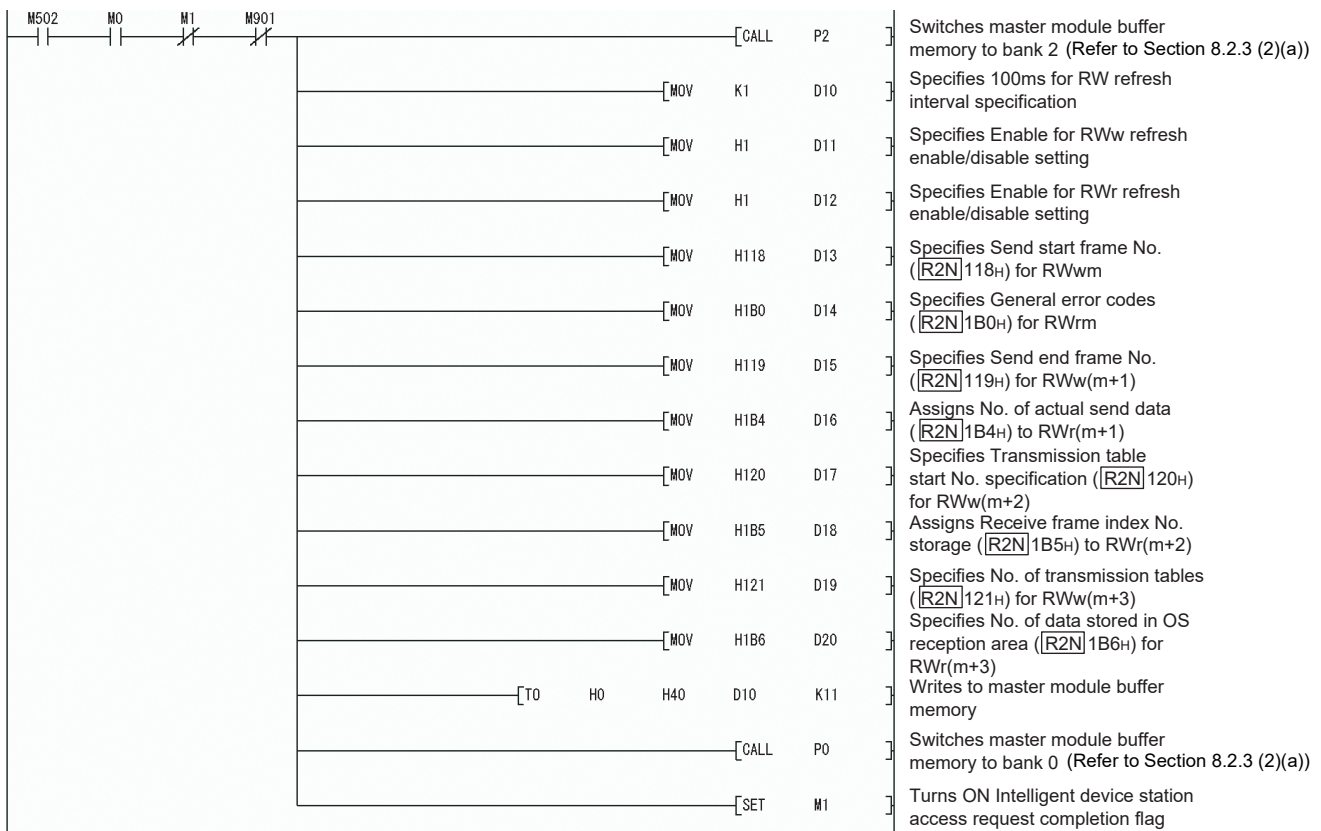 M502 M0 M1 M901
CALL P2
Switches master module buffer
memory to bank 2 (Refer to Section 8.2.3 (2)(a))
MOV K1 D10
Specifies 100ms for RW refresh
interval specification
MOV H1 D11
Specifies Enable for RWw refresh
enable/disable setting
MOV H1 D12
Specifies Enable for RWr refresh
enable/disable setting
MOV H118 D13
Specifies Send start frame No.
(R2N 118H) for RWwm
MOV H1B0 D14
Specifies General error codes
(R2N 1B0H) for RWrm
MOV H119 D15
Specifies Send end frame No.
(R2N 119H) for RWw(m+1)
MOV H1B4 D16
Assigns No. of actual send data
(R2N 1B4H) to RWr(m+1)
MOV H120 D17
Specifies Transmission table
start No. specification (R2N 120H)
for RWw(m+2)
MOV H1B5 D18
Assigns Receive frame index No.
storage (R2N 1B5H) to RWr(m+2)
MOV H121 D19
Specifies No. of transmission tables
(R2N 121H) for RWw(m+3)
MOV H1B6 D20
Specifies No. of data stored in OS
reception area (R2N 1B6H) for
RWr(m+3)
TO H0 H40 D10 K11
Writes to master module buffer
memory
CALL P0
Switches master module buffer
memory to bank 0 (Refer to Section 8.2.3 (2)(a))
SET M1
Turns ON Intelligent device station
access request completion flag